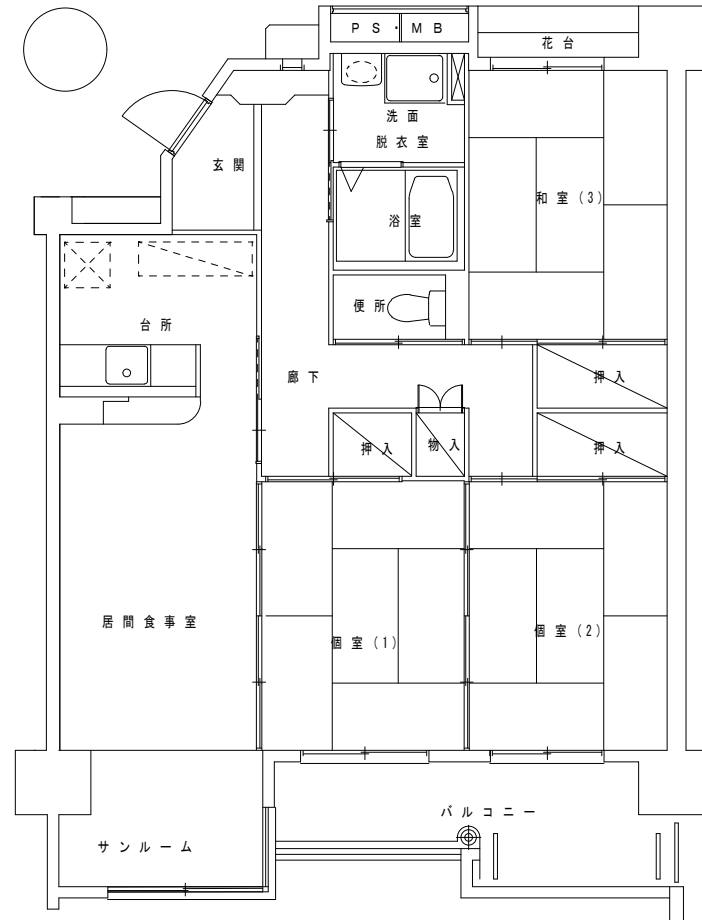 PS・MB
花台
洗面
脱衣室
玄関
和室(3)
浴室
便所
台所
廊下
押入
押入
物入
押入
居間食事室
個室(1)
個室(2)
バルコニー
サンルーム